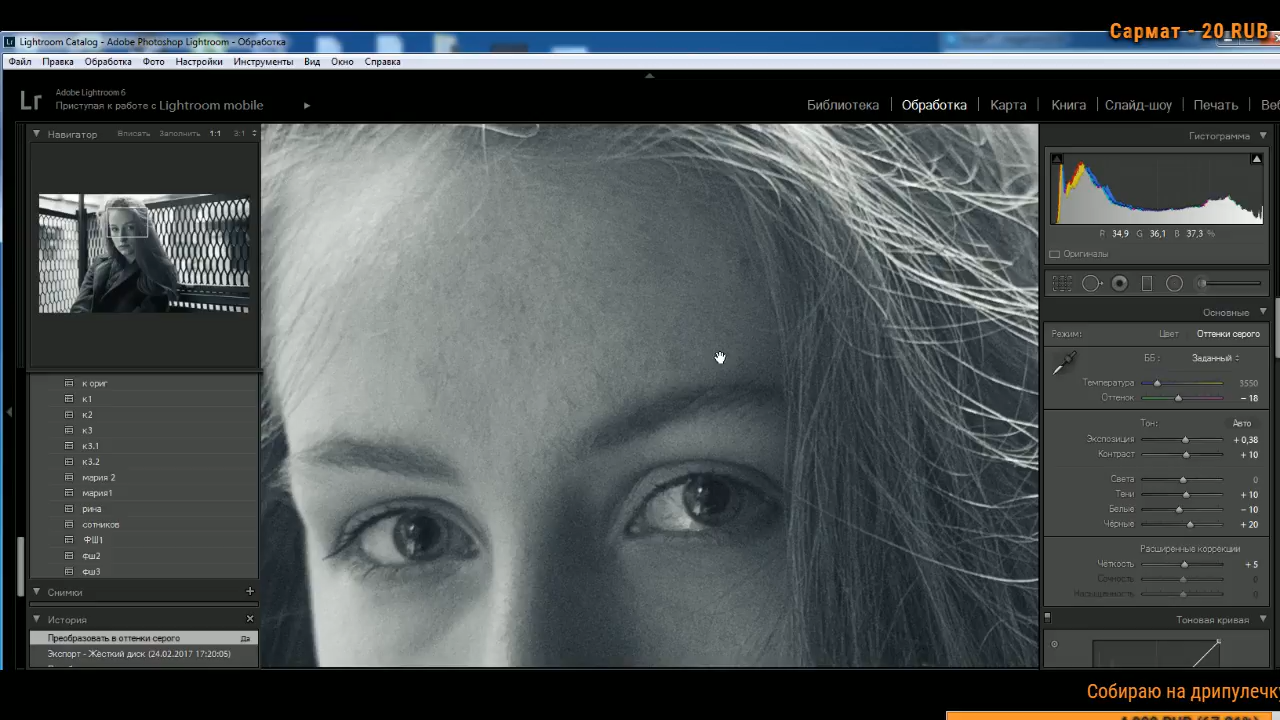 Сармат - 20 RUB
Lightroom Catalog - Adobe Photoshop Lightroom - Обработка
Файл Правка Обработка Фото Настройки Инструменты Вид Окно Справка
Lr
Adobe Lightroom 6
Приступая к работе с Lightroom mobile
Библиотека Обработка Карта Книга Слайд-шоу Печать Ве
Навигатор Вписать Заполнить 1:1 3:1
Гистограмма
R 34,9 G 36,1 B 37,3 %
Оригиналы
Основные
Режим: Цвет Оттенки серого
ББ: Заданный
Температура 3550
Оттенок - 18
Тон: Авто
Экспозиция + 0,38
Контраст + 10
Света 0
Тени + 10
Белые - 10
Чёрные + 20
Расширенные коррекции
Четкость + 5
Сочность 0
Насыщенность 0
Тоновая кривая
к ориг
к1
к2
к3
к3.1
к3.2
мария 2
мария1
рина
сотников
ФШ1
фш2
фш3
Снимки
История
Преобразовать в оттенки серого Да
Экспорт - Жёсткий диск (24.02.2017 17:20:05)
Собираю на дрипулечк